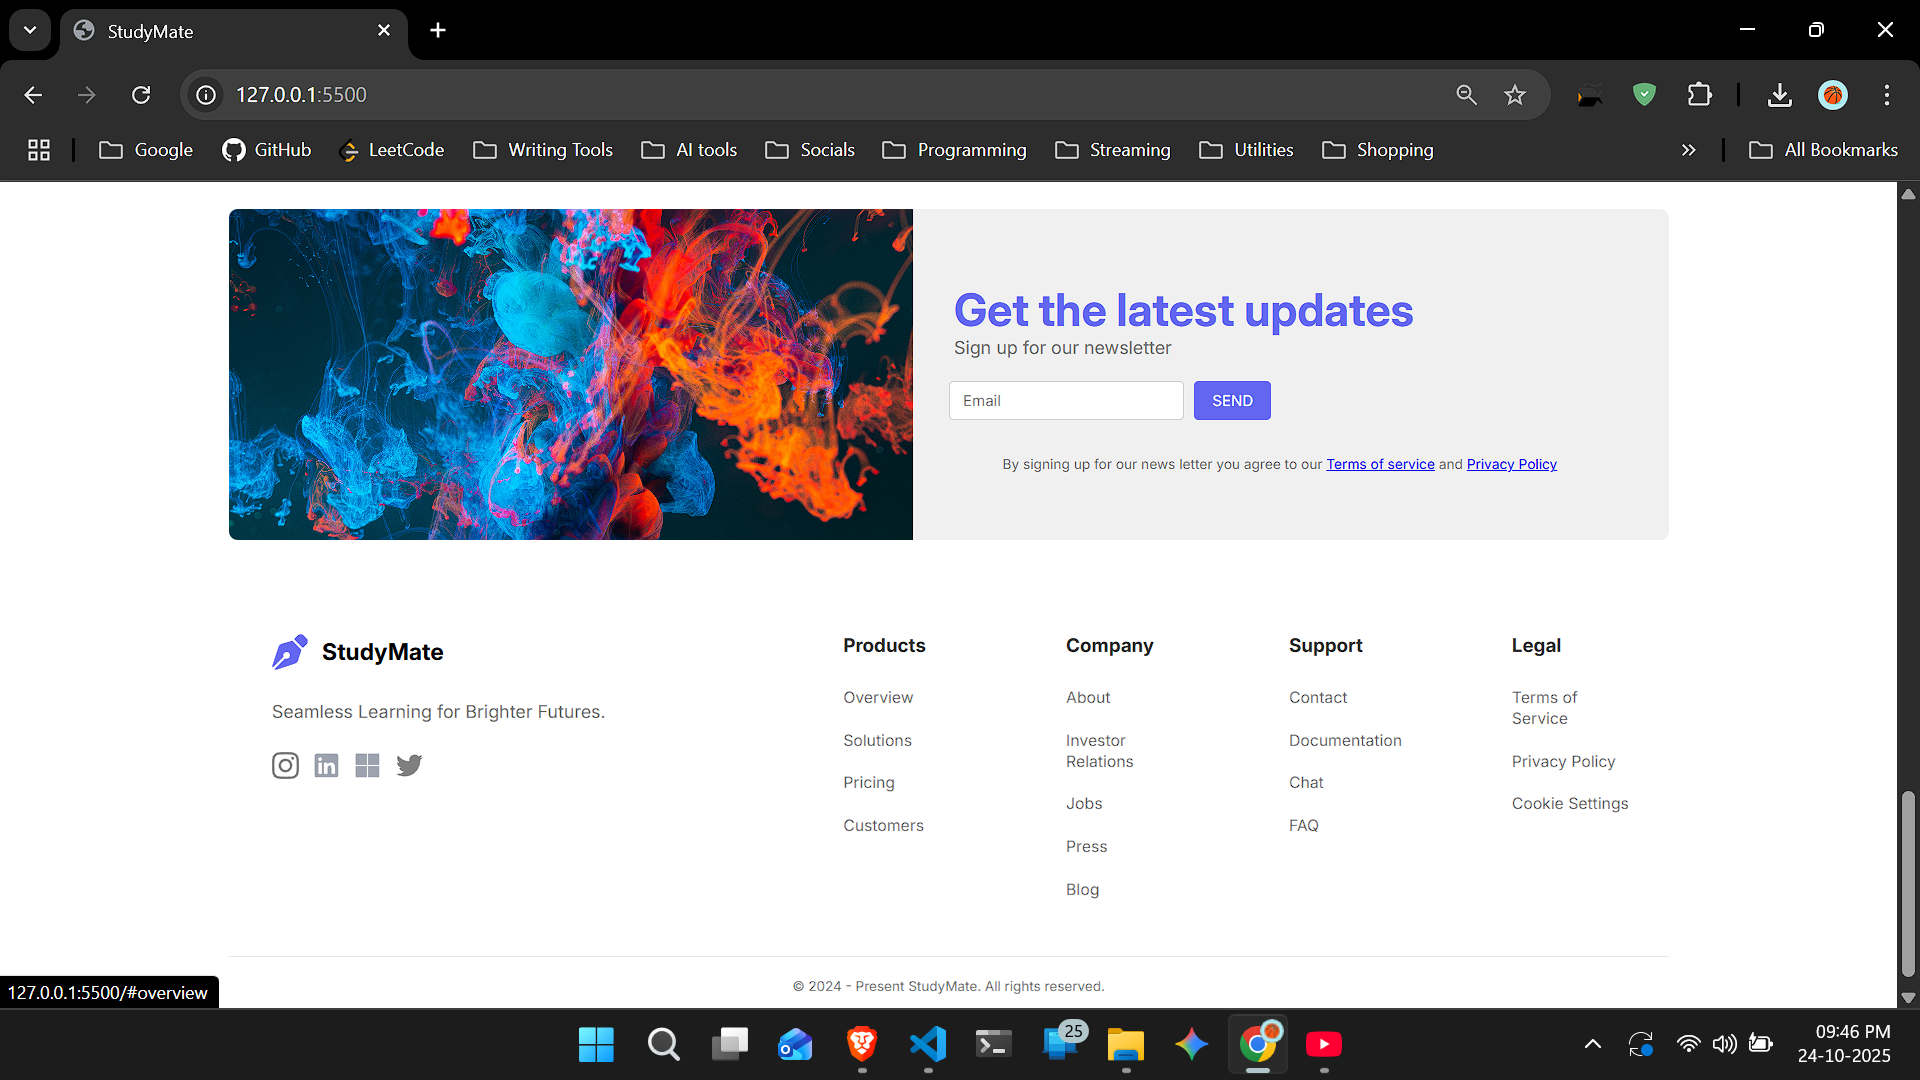 StudyMate
127.0.0.1:5500
Google
GitHub
LeetCode
Writing Tools
AI tools
Socials
Programming
Streaming
Utilities
Shopping
All Bookmarks
Get the latest updates
Sign up for our newsletter
Email
SEND
By signing up for our news letter you agree to our Terms of service and Privacy Policy
StudyMate
Seamless Learning for Brighter Futures.
Products
Overview
Solutions
Pricing
Customers
Company
About
Investor
Relations
Jobs
Press
Blog
Support
Contact
Documentation
Chat
FAQ
Legal
Terms of
Service
Privacy Policy
Cookie Settings
© 2024 - Present StudyMate. All rights reserved.
127.0.0.1:5500/#overview
25
09:46 PM
24-10-2025